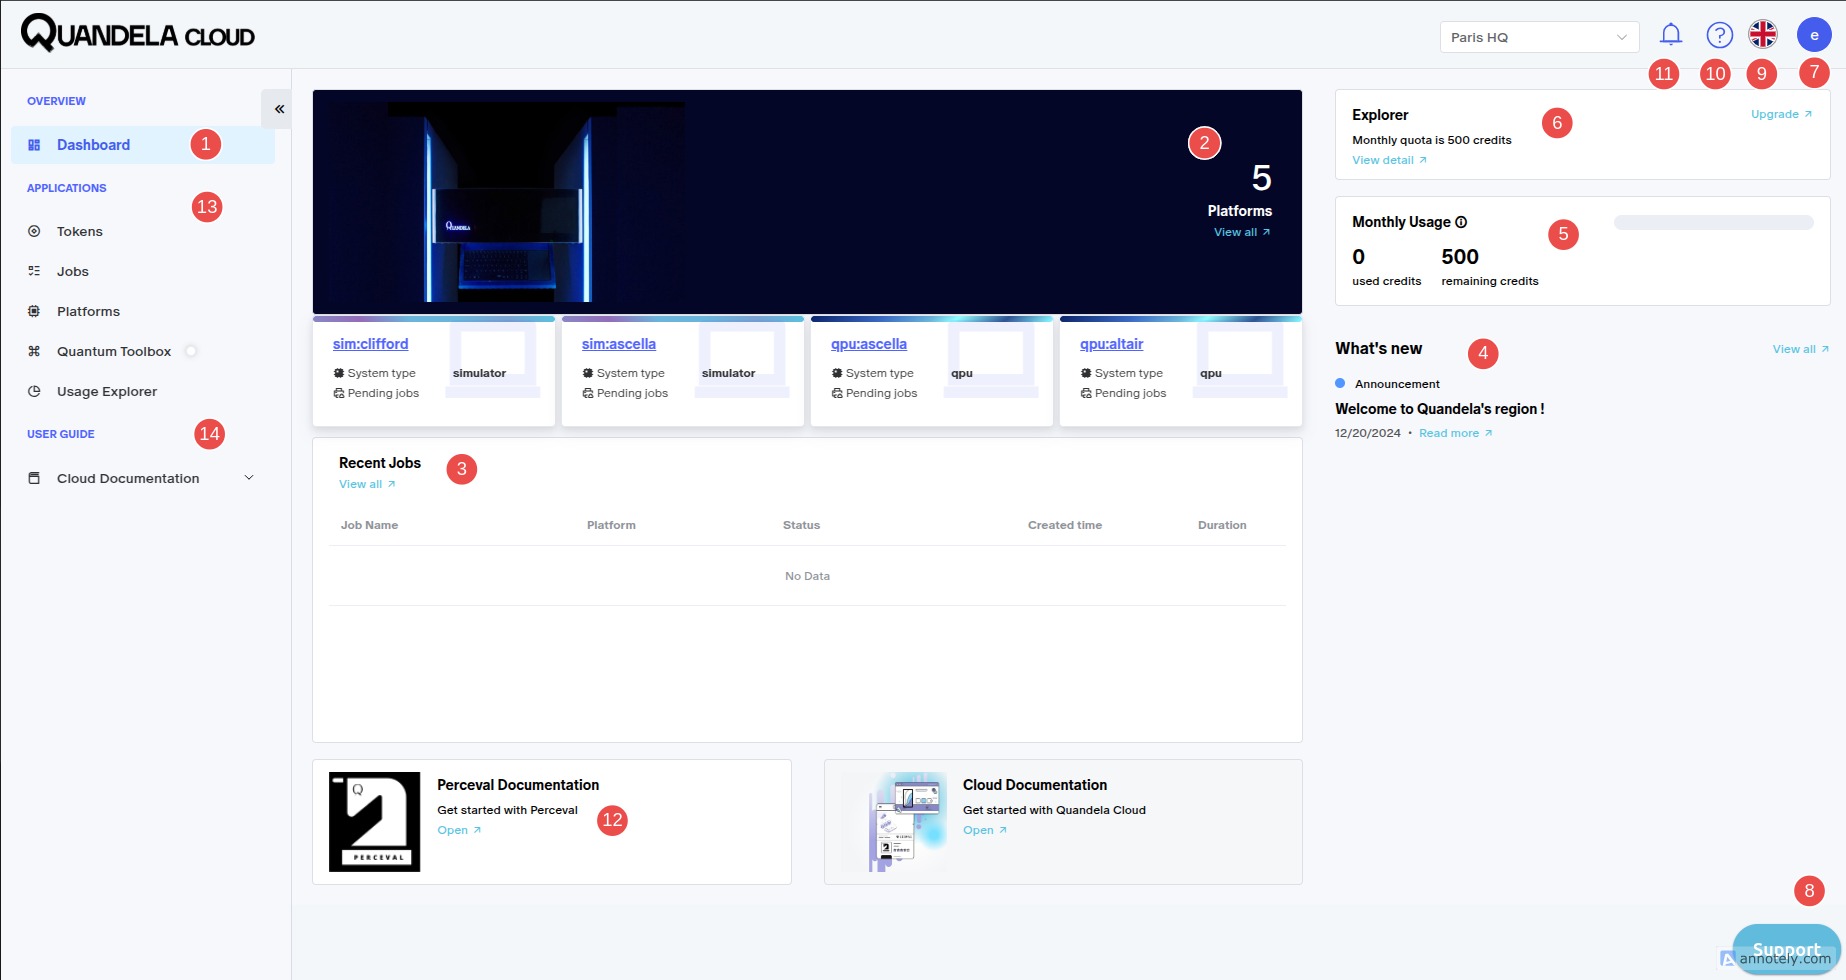 QUANDELA CLOUD
Paris HQ
e
11
10
9
7
OVERVIEW
«
Dashboard
1
APPLICATIONS
13
Tokens
Jobs
Platforms
Quantum Toolbox
Usage Explorer
USER GUIDE
14
Cloud Documentation
QUANDELA
2
5
Platforms
View all
sim:clifford
System type simulator
Pending jobs
sim:ascella
System type simulator
Pending jobs
qpu:ascella
System type qpu
Pending jobs
qpu:altair
System type qpu
Pending jobs
Recent Jobs
3
View all
Job Name Platform Status Created time Duration
No Data
Q
PERCEVAL
Perceval Documentation
Get started with Perceval
12
Open
Cloud Documentation
Get started with Quandela Cloud
Open
Explorer
6
Upgrade
Monthly quota is 500 credits
View detail
Monthly Usage
5
0 500
used credits remaining credits
What's new
4
View all
Announcement
Welcome to Quandela's region !
12/20/2024 • Read more
8
Support
A annotely.com